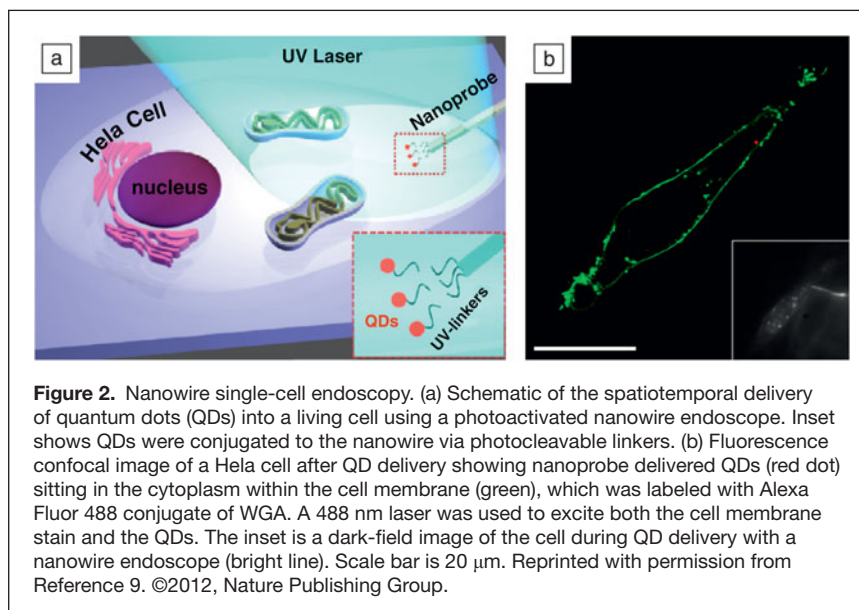 a
UV Laser
Nanoprobe
Hela Cell
nucleus
QDs
UV-linkers
b
Figure 2. Nanowire single-cell endoscopy. (a) Schematic of the spatiotemporal delivery
of quantum dots (QDs) into a living cell using a photoactivated nanowire endoscope. Inset
shows QDs were conjugated to the nanowire via photocleavable linkers. (b) Fluorescence
confocal image of a Hela cell after QD delivery showing nanoprobe delivered QDs (red dot)
sitting in the cytoplasm within the cell membrane (green), which was labeled with Alexa
Fluor 488 conjugate of WGA. A 488 nm laser was used to excite both the cell membrane
stain and the QDs. The inset is a dark-field image of the cell during QD delivery with a
nanowire endoscope (bright line). Scale bar is 20 μm. Reprinted with permission from
Reference 9. ©2012, Nature Publishing Group.